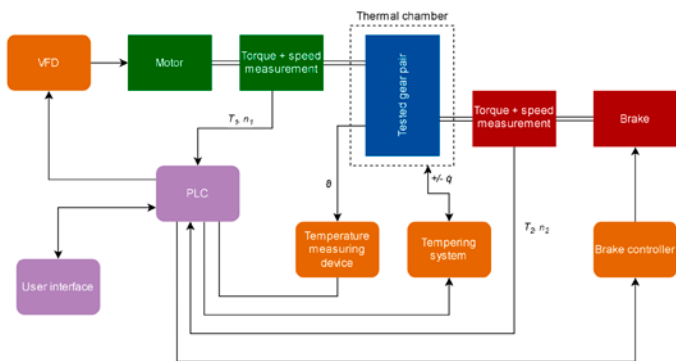 Thermal chamber
VFD
Motor
Torque + speed
measurement
Tested gear pair
Torque + speed
measurement
Brake
T₁, n₁
PLC
ϑ
+/- Q
T₂, n₂
Temperature
measuring
device
Tempering
system
Brake controller
User interface